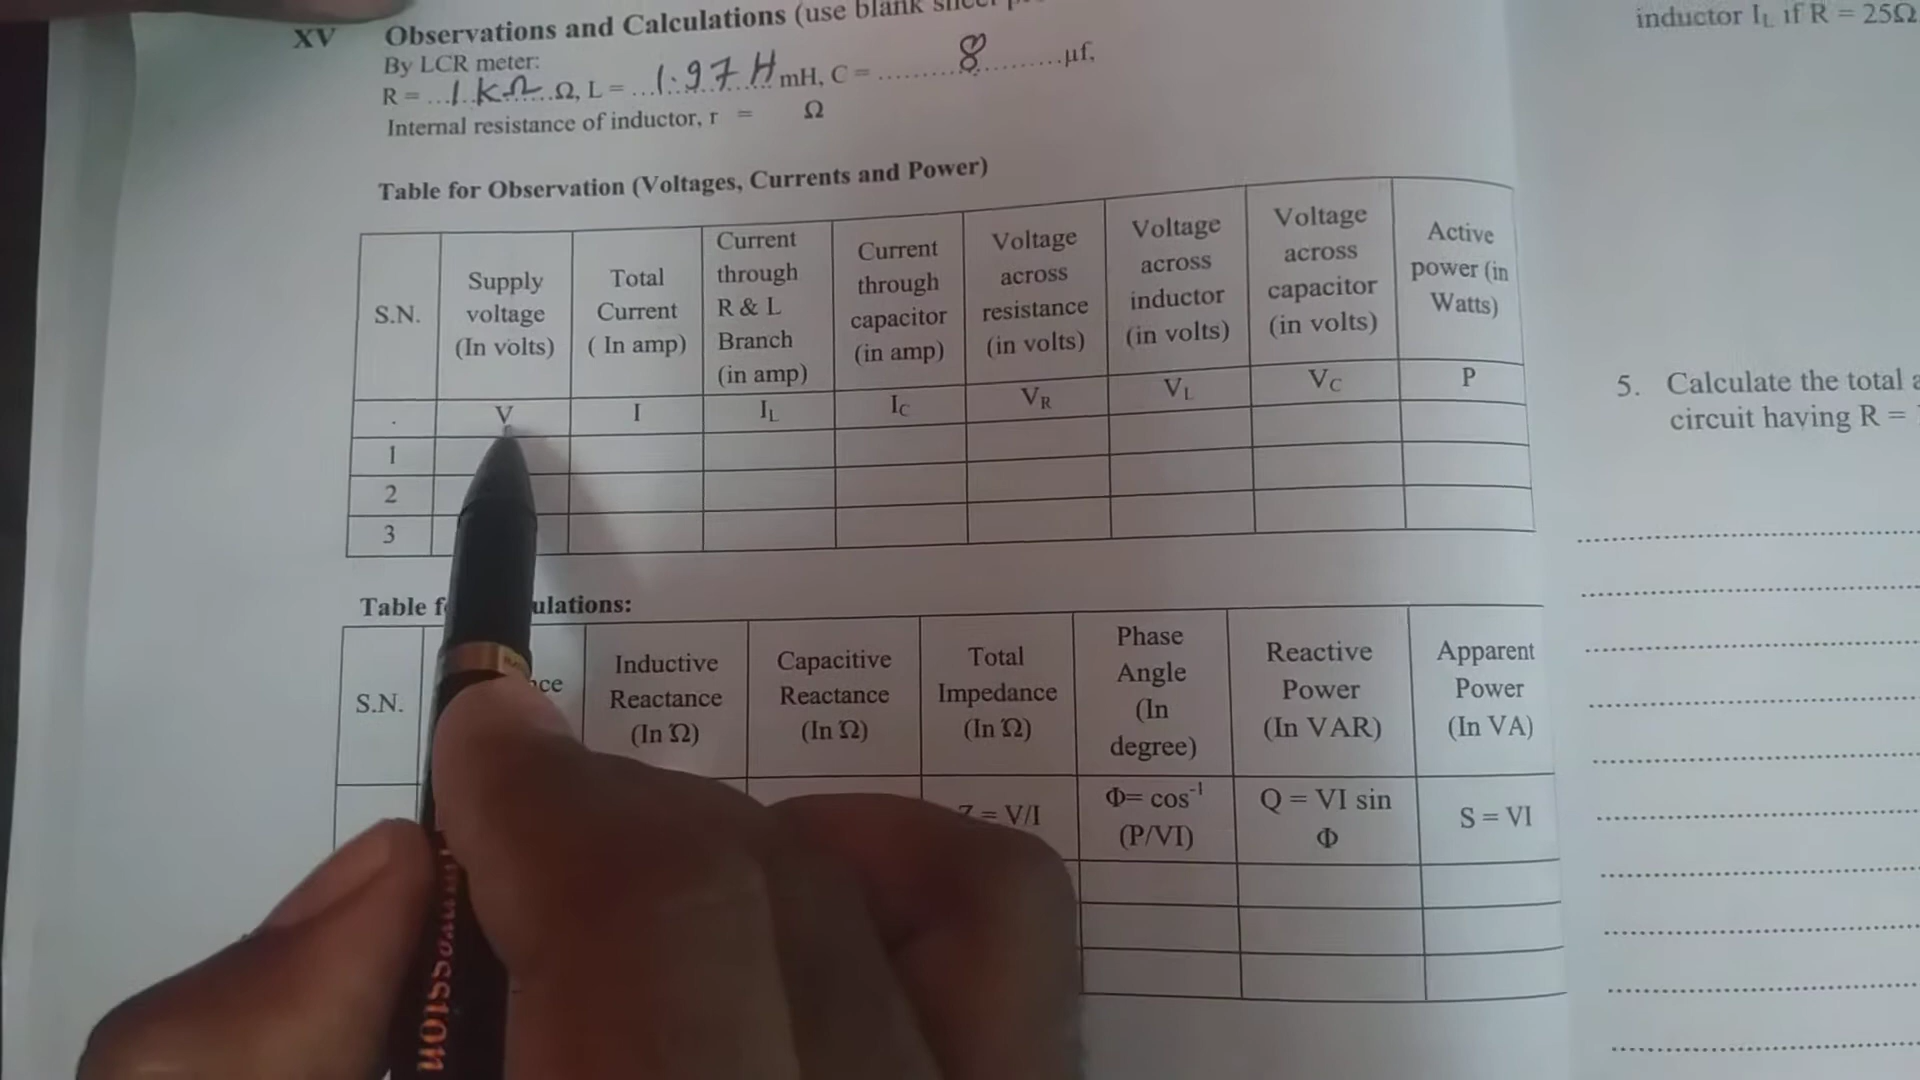 XV Observations and Calculations (use blank sheet
By LCR meter:
R = ...1 kΩ......Ω, L = ...1.97 H mH, C = ..........8............µf,
Internal resistance of inductor, r = Ω
Table for Observation (Voltages, Currents and Power)
S.N.
Supply
voltage
(In volts)
Total
Current
( In amp)
Current
through
R & L
Branch
(in amp)
Current
through
capacitor
(in amp)
Voltage
across
resistance
(in volts)
Voltage
across
inductor
(in volts)
Voltage
across
capacitor
(in volts)
Active
power (in
Watts)
. V I IL IC VR VL VC P
1
2
3
Table f ulations:
S.N.
Inductive
Reactance
(In Ω)
Capacitive
Reactance
(In Ω)
Total
Impedance
(In Ω)
Phase
Angle
(In
degree)
Reactive
Power
(In VAR)
Apparent
Power
(In VA)
Z = V/I
Φ= cos⁻¹
(P/VI)
Q = VI sin
Φ
S = VI
inductor IL if R = 25Ω
5. Calculate the total a
circuit having R =